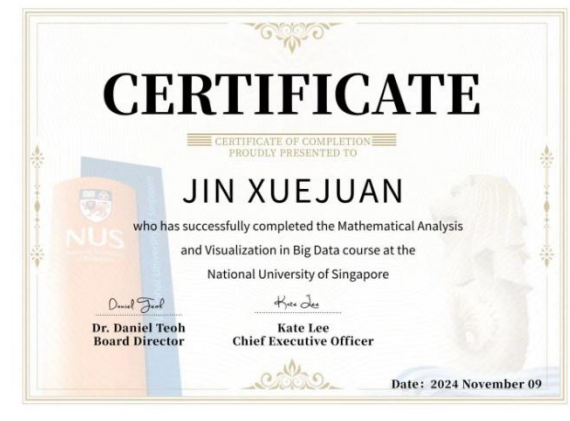 CERTIFICATE
CERTIFICATE OF COMPLETION
PROUDLY PRESENTED TO
JIN XUEJUAN
who has successfully completed the Mathematical Analysis
and Visualization in Big Data course at the
National University of Singapore
NUS
Daniel Teoh
Kate Lee
Dr. Daniel Teoh
Board Director
Kate Lee
Chief Executive Officer
Date: 2024 November 09